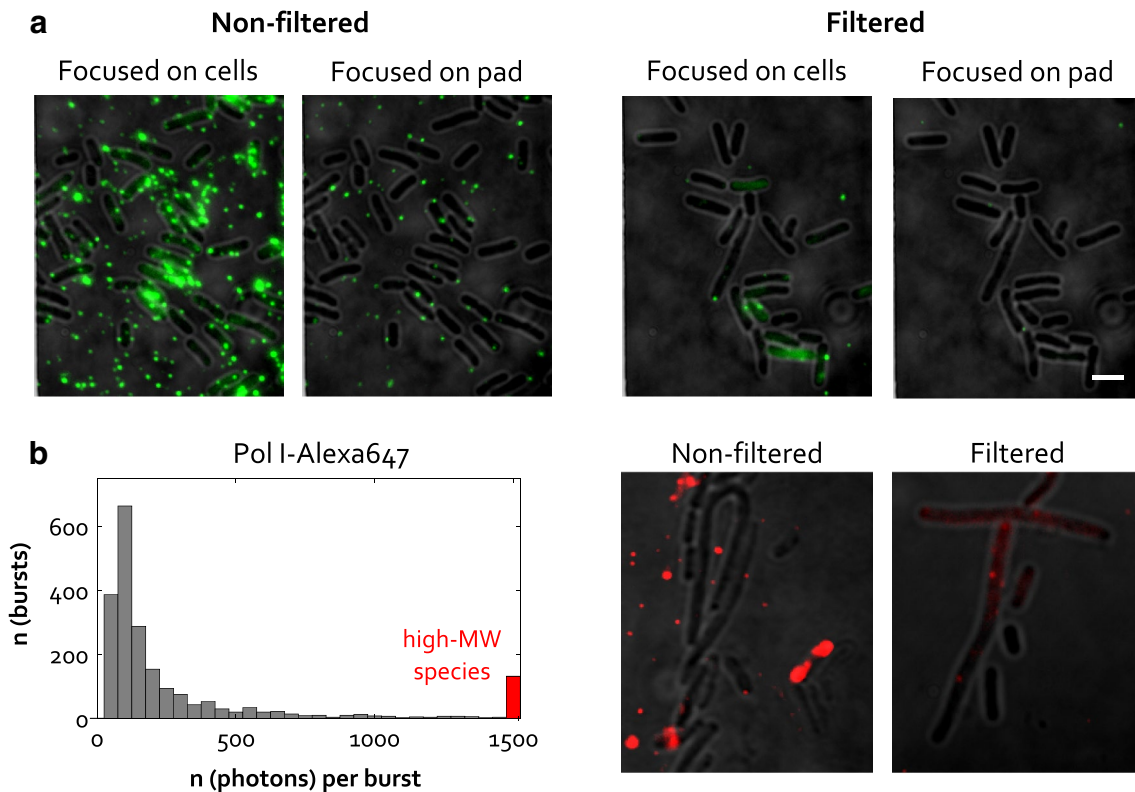 a
Non-filtered
Filtered
Focused on cells
Focused on pad
Focused on cells
Focused on pad
b
Pol I-Alexa647
n (bursts)
600
400
200
0
high-MW
species
0
500
1000
1500
n (photons) per burst
Non-filtered
Filtered